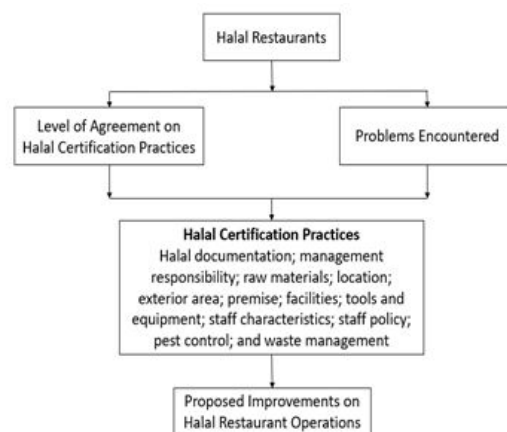 Halal Restaurants
Level of Agreement on
Halal Certification Practices
Problems Encountered
Halal Certification Practices
Halal documentation; management
responsibility; raw materials; location;
exterior area; premise; facilities; tools and
equipment; staff characteristics; staff policy;
pest control; and waste management
Proposed Improvements on
Halal Restaurant Operations